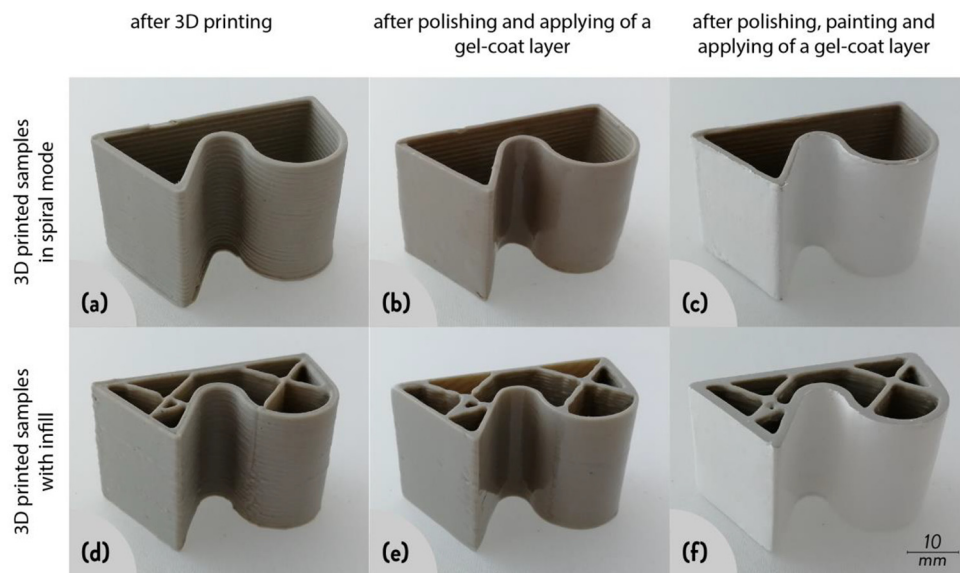 after 3D printing
after polishing and applying of a
gel-coat layer
after polishing, painting and
applying of a gel-coat layer
3D printed samples
in spiral mode
(a)
(b)
(c)
3D printed samples
with infill
(d)
(e)
(f)
10
mm